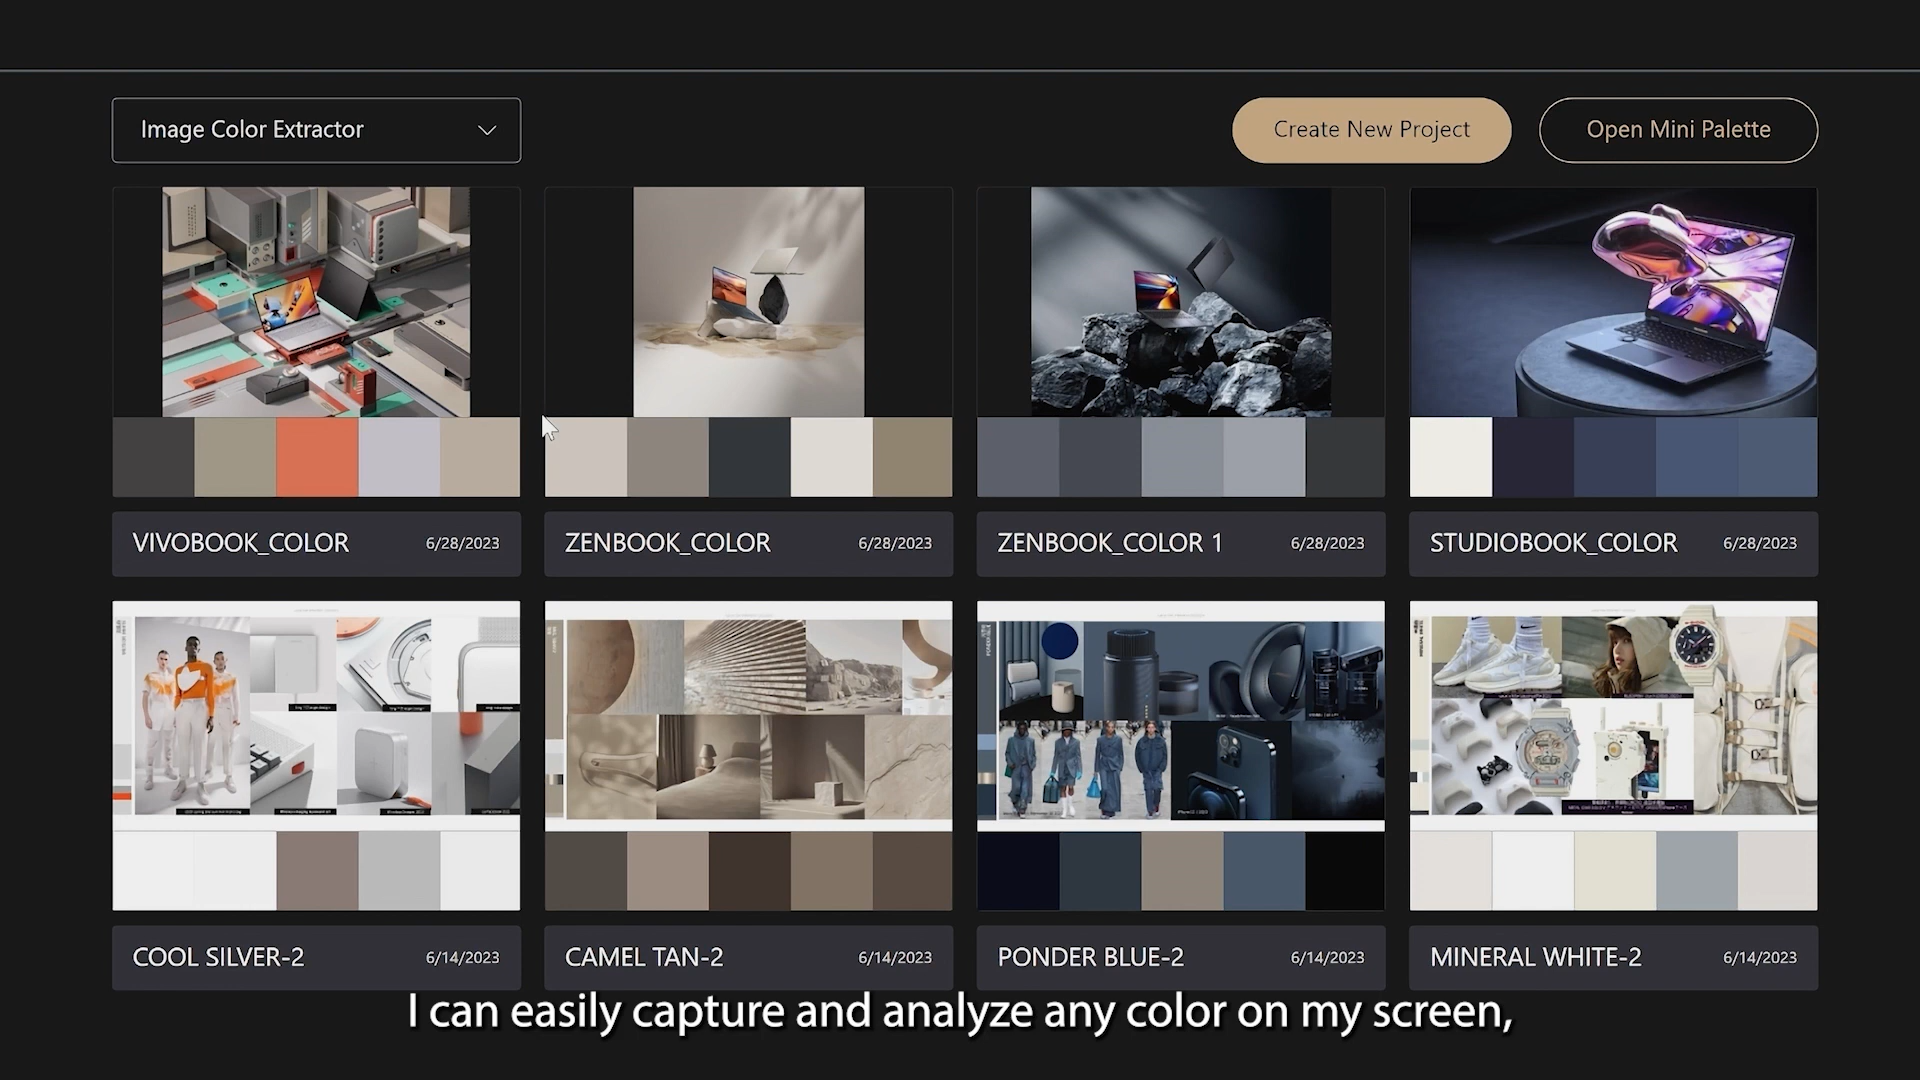 Image Color Extractor
Create New Project
Open Mini Palette
VIVOBOOK_COLOR 6/28/2023
ZENBOOK_COLOR 6/28/2023
ZENBOOK_COLOR 1 6/28/2023
STUDIOBOOK_COLOR 6/28/2023
COOL SILVER-2 6/14/2023
CAMEL TAN-2 6/14/2023
PONDER BLUE-2 6/14/2023
MINERAL WHITE-2 6/14/2023
I can easily capture and analyze any color on my screen,